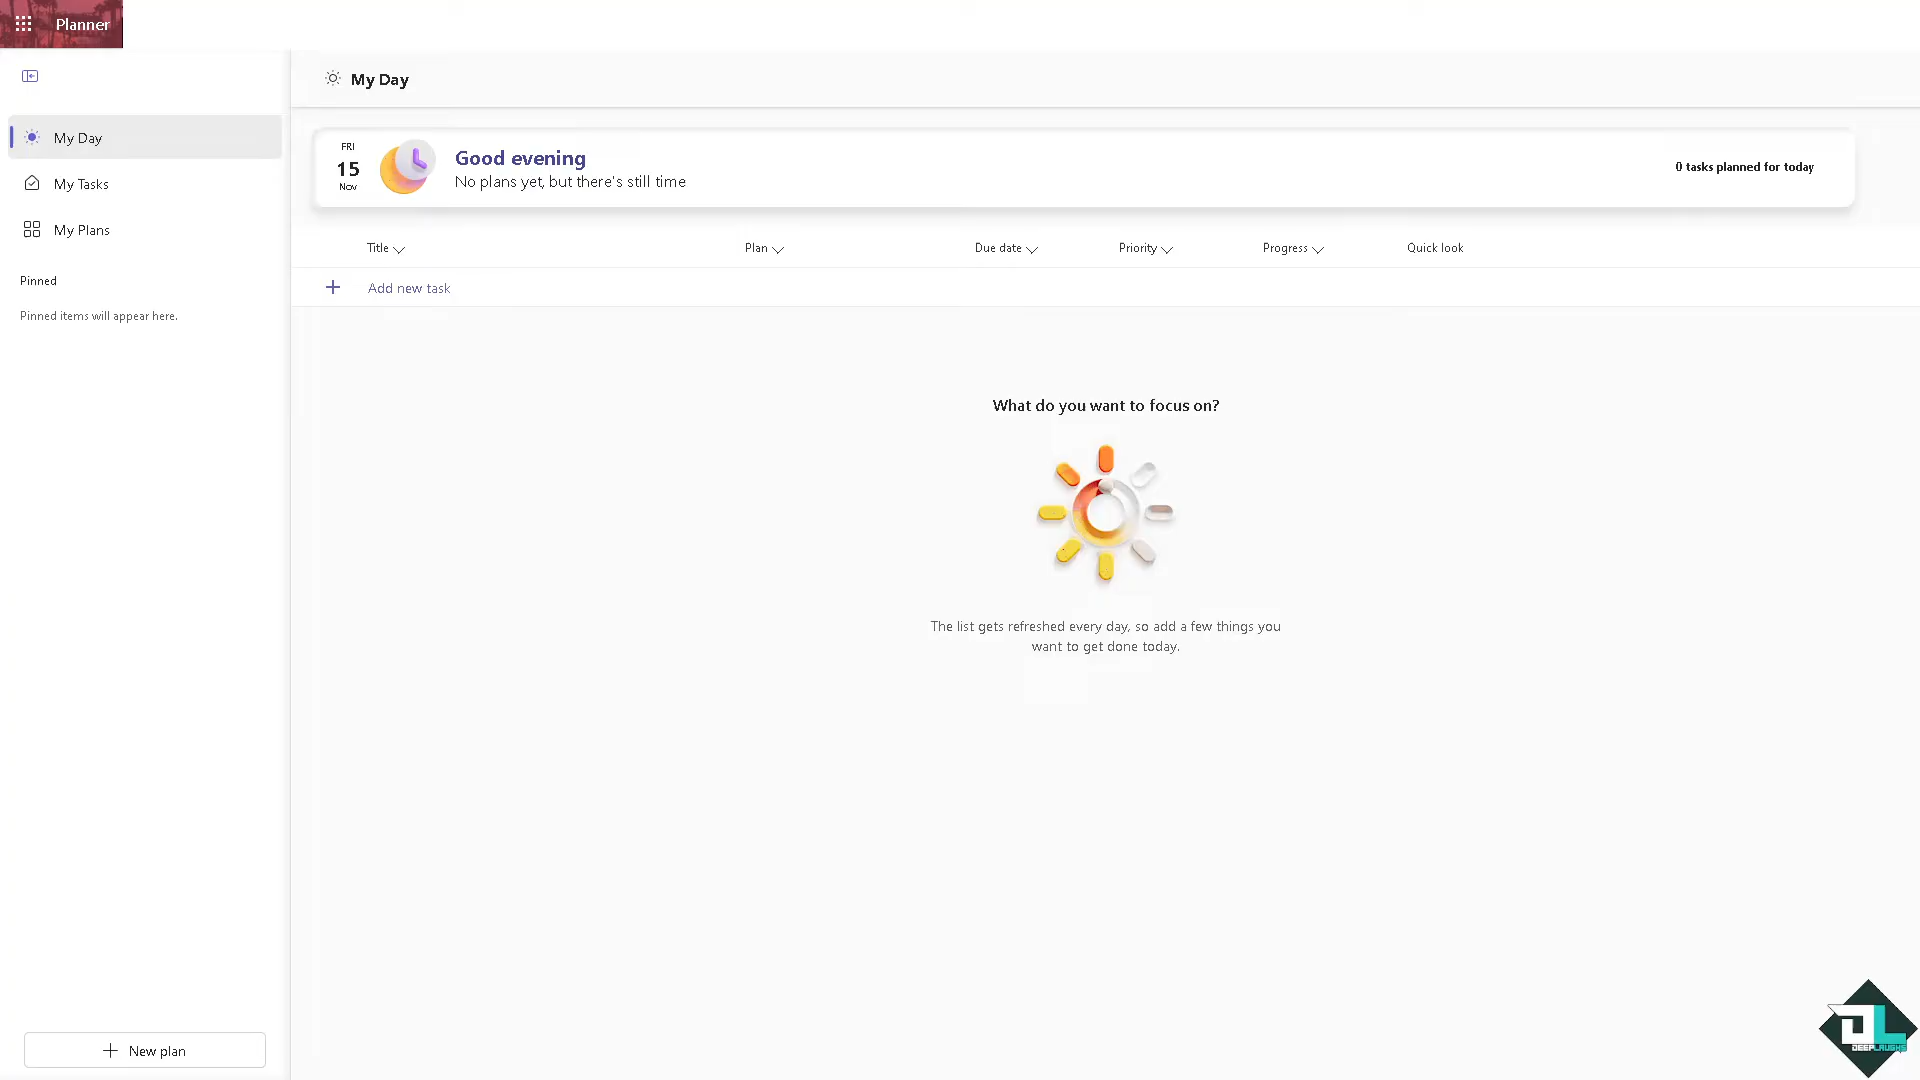 Planner
My Day
My Day
My Tasks
My Plans
Pinned
Pinned items will appear here.
FRI
15
Nov
Good evening
No plans yet, but there's still time
0 tasks planned for today
Title
Plan
Due date
Priority
Progress
Quick look
Add new task
What do you want to focus on?
The list gets refreshed every day, so add a few things you
want to get done today.
New plan
DEEPLAUGHS